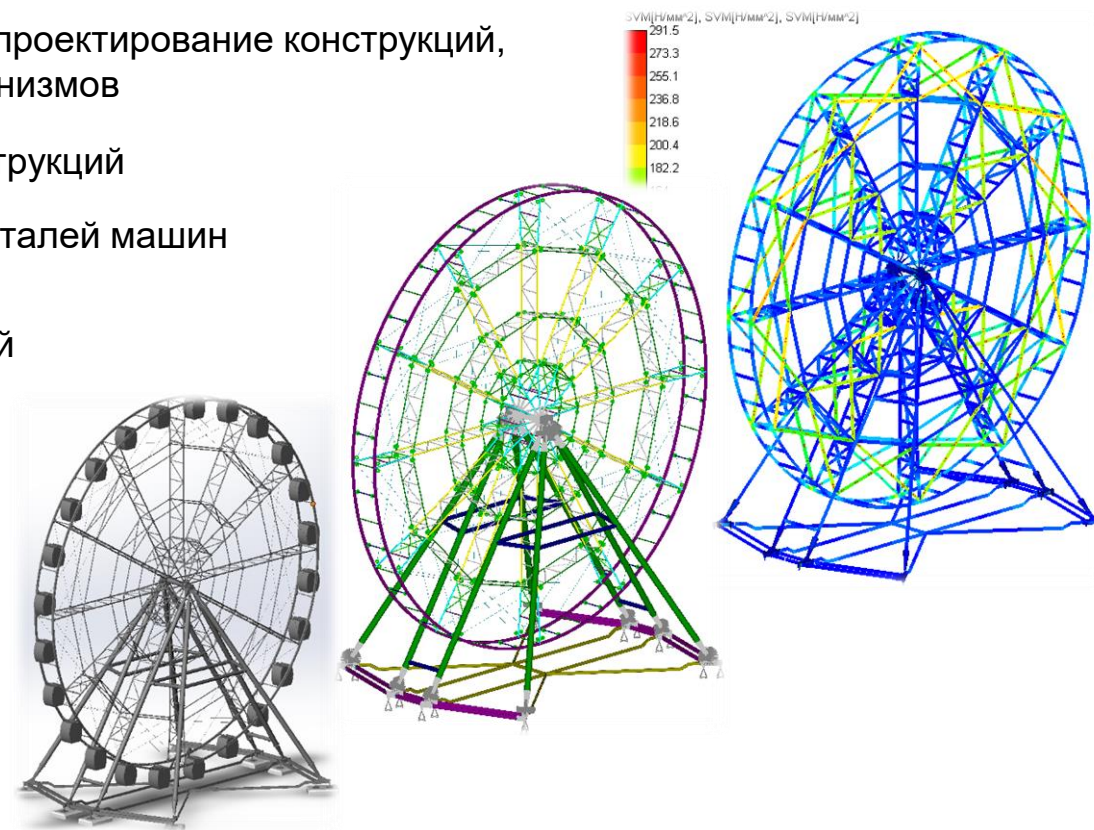 проектирование конструкций,
низмов
трукций
талей машин
й
SVM[Н/мм^2], SVM[Н/мм^2], SVM[Н/мм^2]
291.5
273.3
255.1
236.8
218.6
200.4
182.2